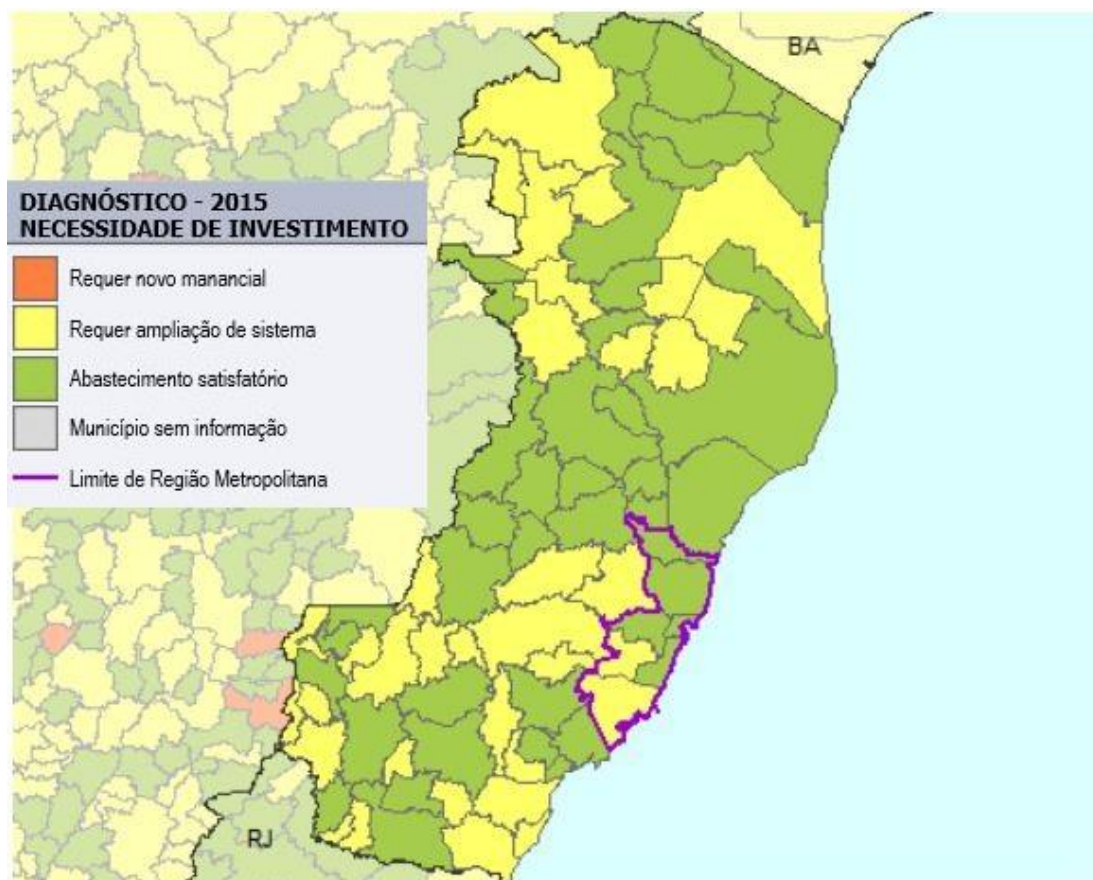 BA
DIAGNÓSTICO - 2015
NECESSIDADE DE INVESTIMENTO
Requer novo manancial
Requer ampliação de sistema
Abastecimento satisfatório
Município sem informação
Limite de Região Metropolitana
RJ